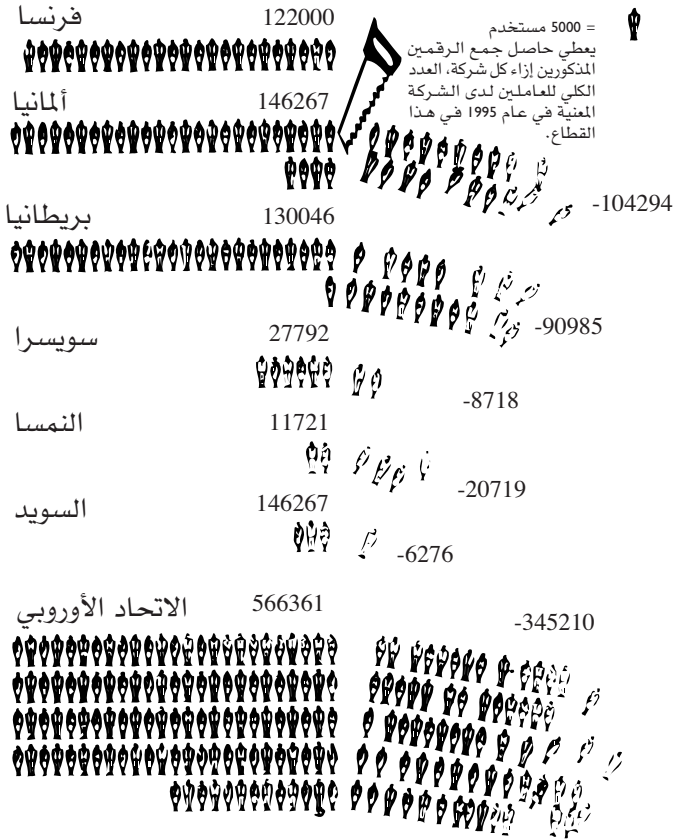 = 5000 مستخدم
يعطي حاصل جمع الرقمين
المذكورين إزاء كل شركة، العدد
الكلي للعاملين لدى الشركة
المعنية في عام 1995 في هذا
القطاع.
فرنسا 122000
ألمانيا 146267
-104294
بريطانيا 130046
-90985
سويسرا 27792
-8718
النمسا 11721
-20719
السويد 146267
-6276
الاتحاد الأوروبي 566361
-345210